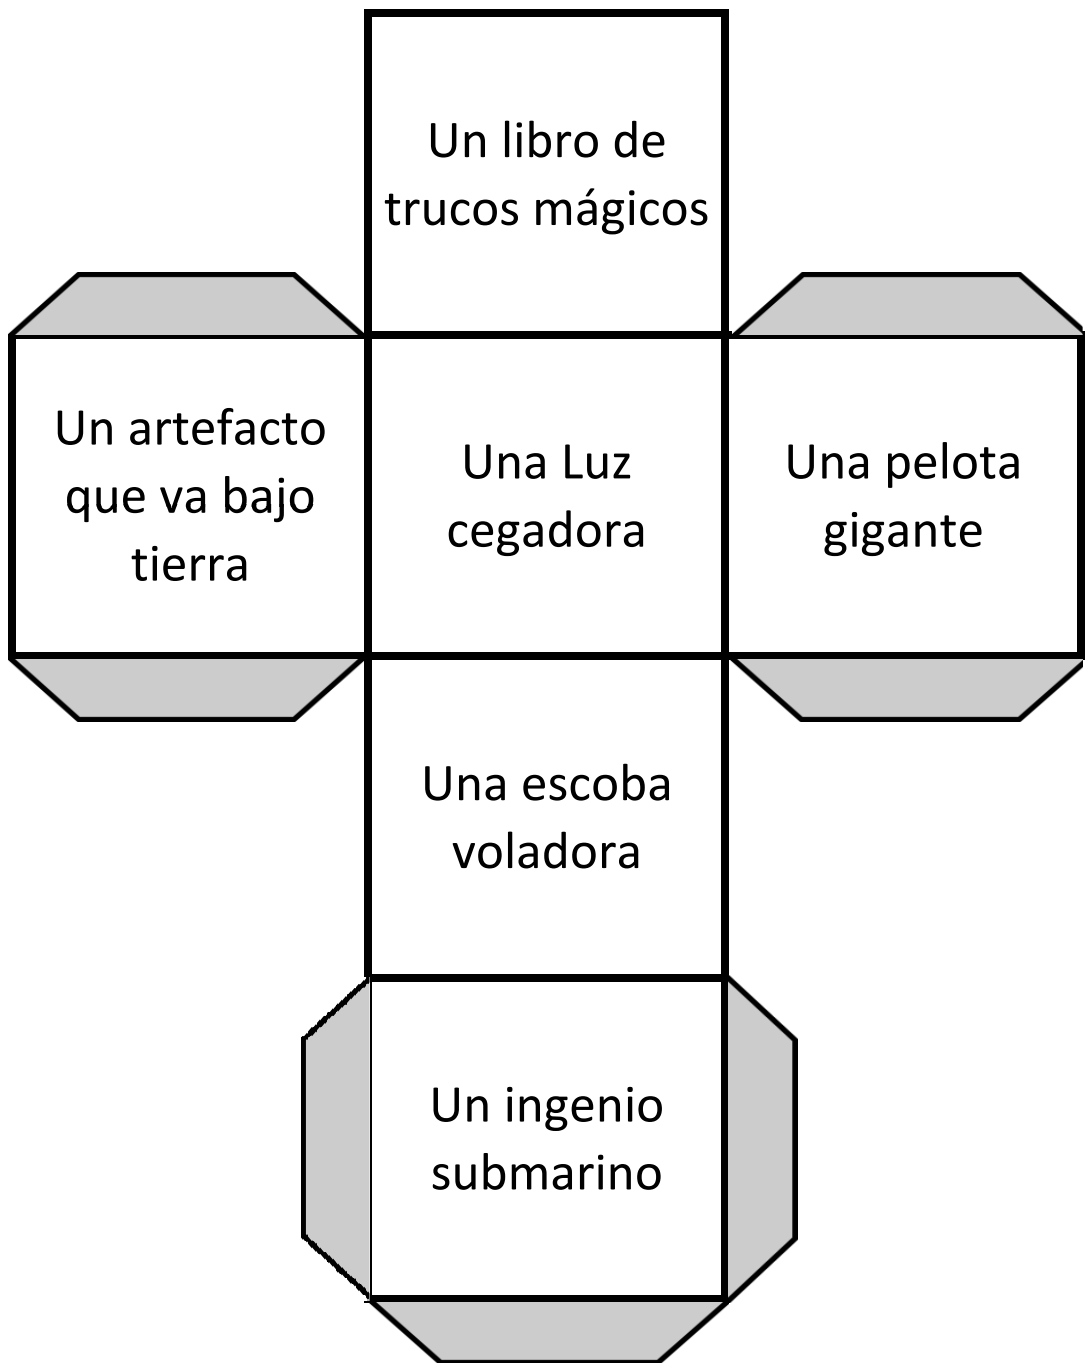 Un libro de
trucos mágicos
Un artefacto
que va bajo
tierra
Una Luz
cegadora
Una pelota
gigante
Una escoba
voladora
Un ingenio
submarino